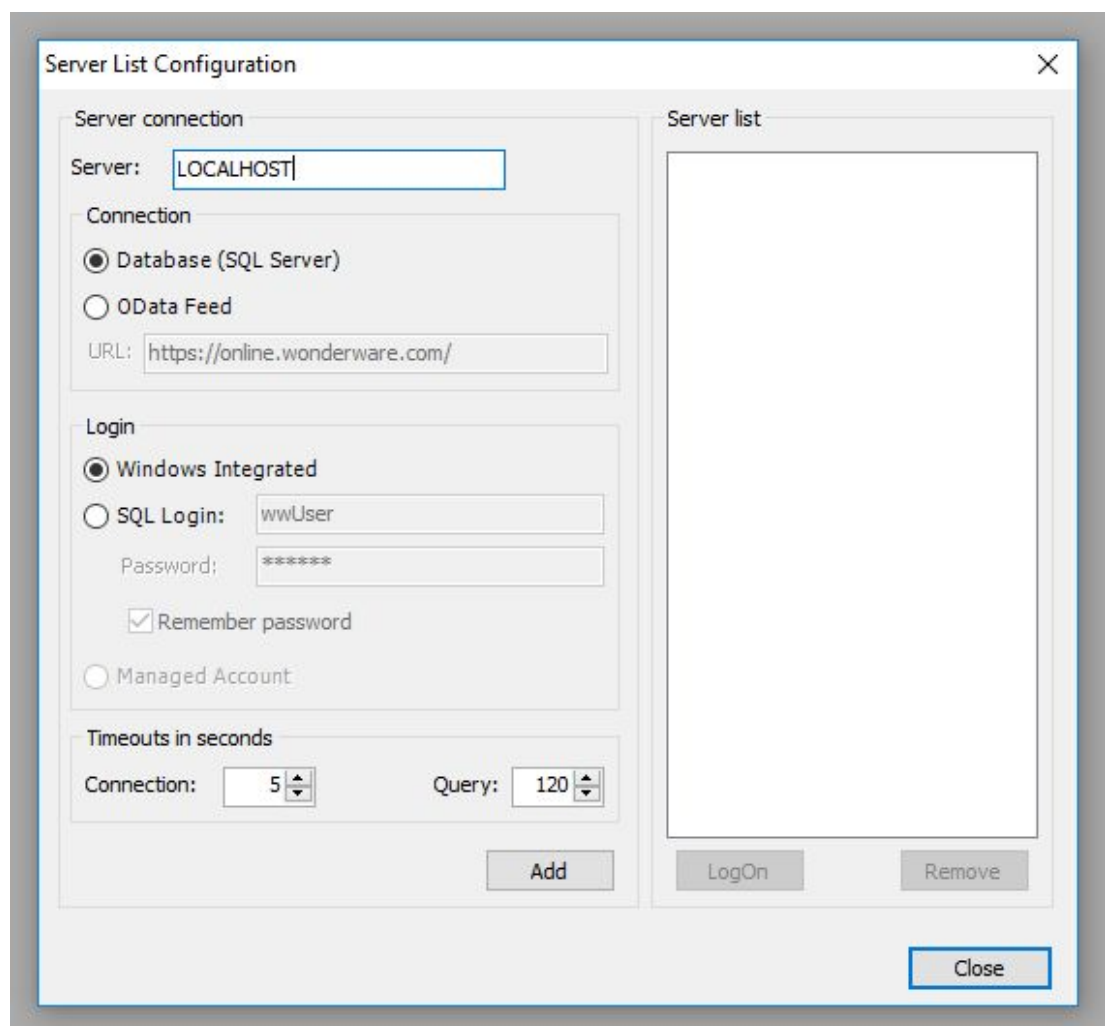 Server List Configuration
Server connection
Server: LOCALHOST
Connection
Database (SQL Server)
OData Feed
URL: https://online.wonderware.com/
Login
Windows Integrated
SQL Login: wwUser
Password: ******
Remember password
Managed Account
Timeouts in seconds
Connection: 5 Query: 120
Add
Server list
LogOn Remove
Close